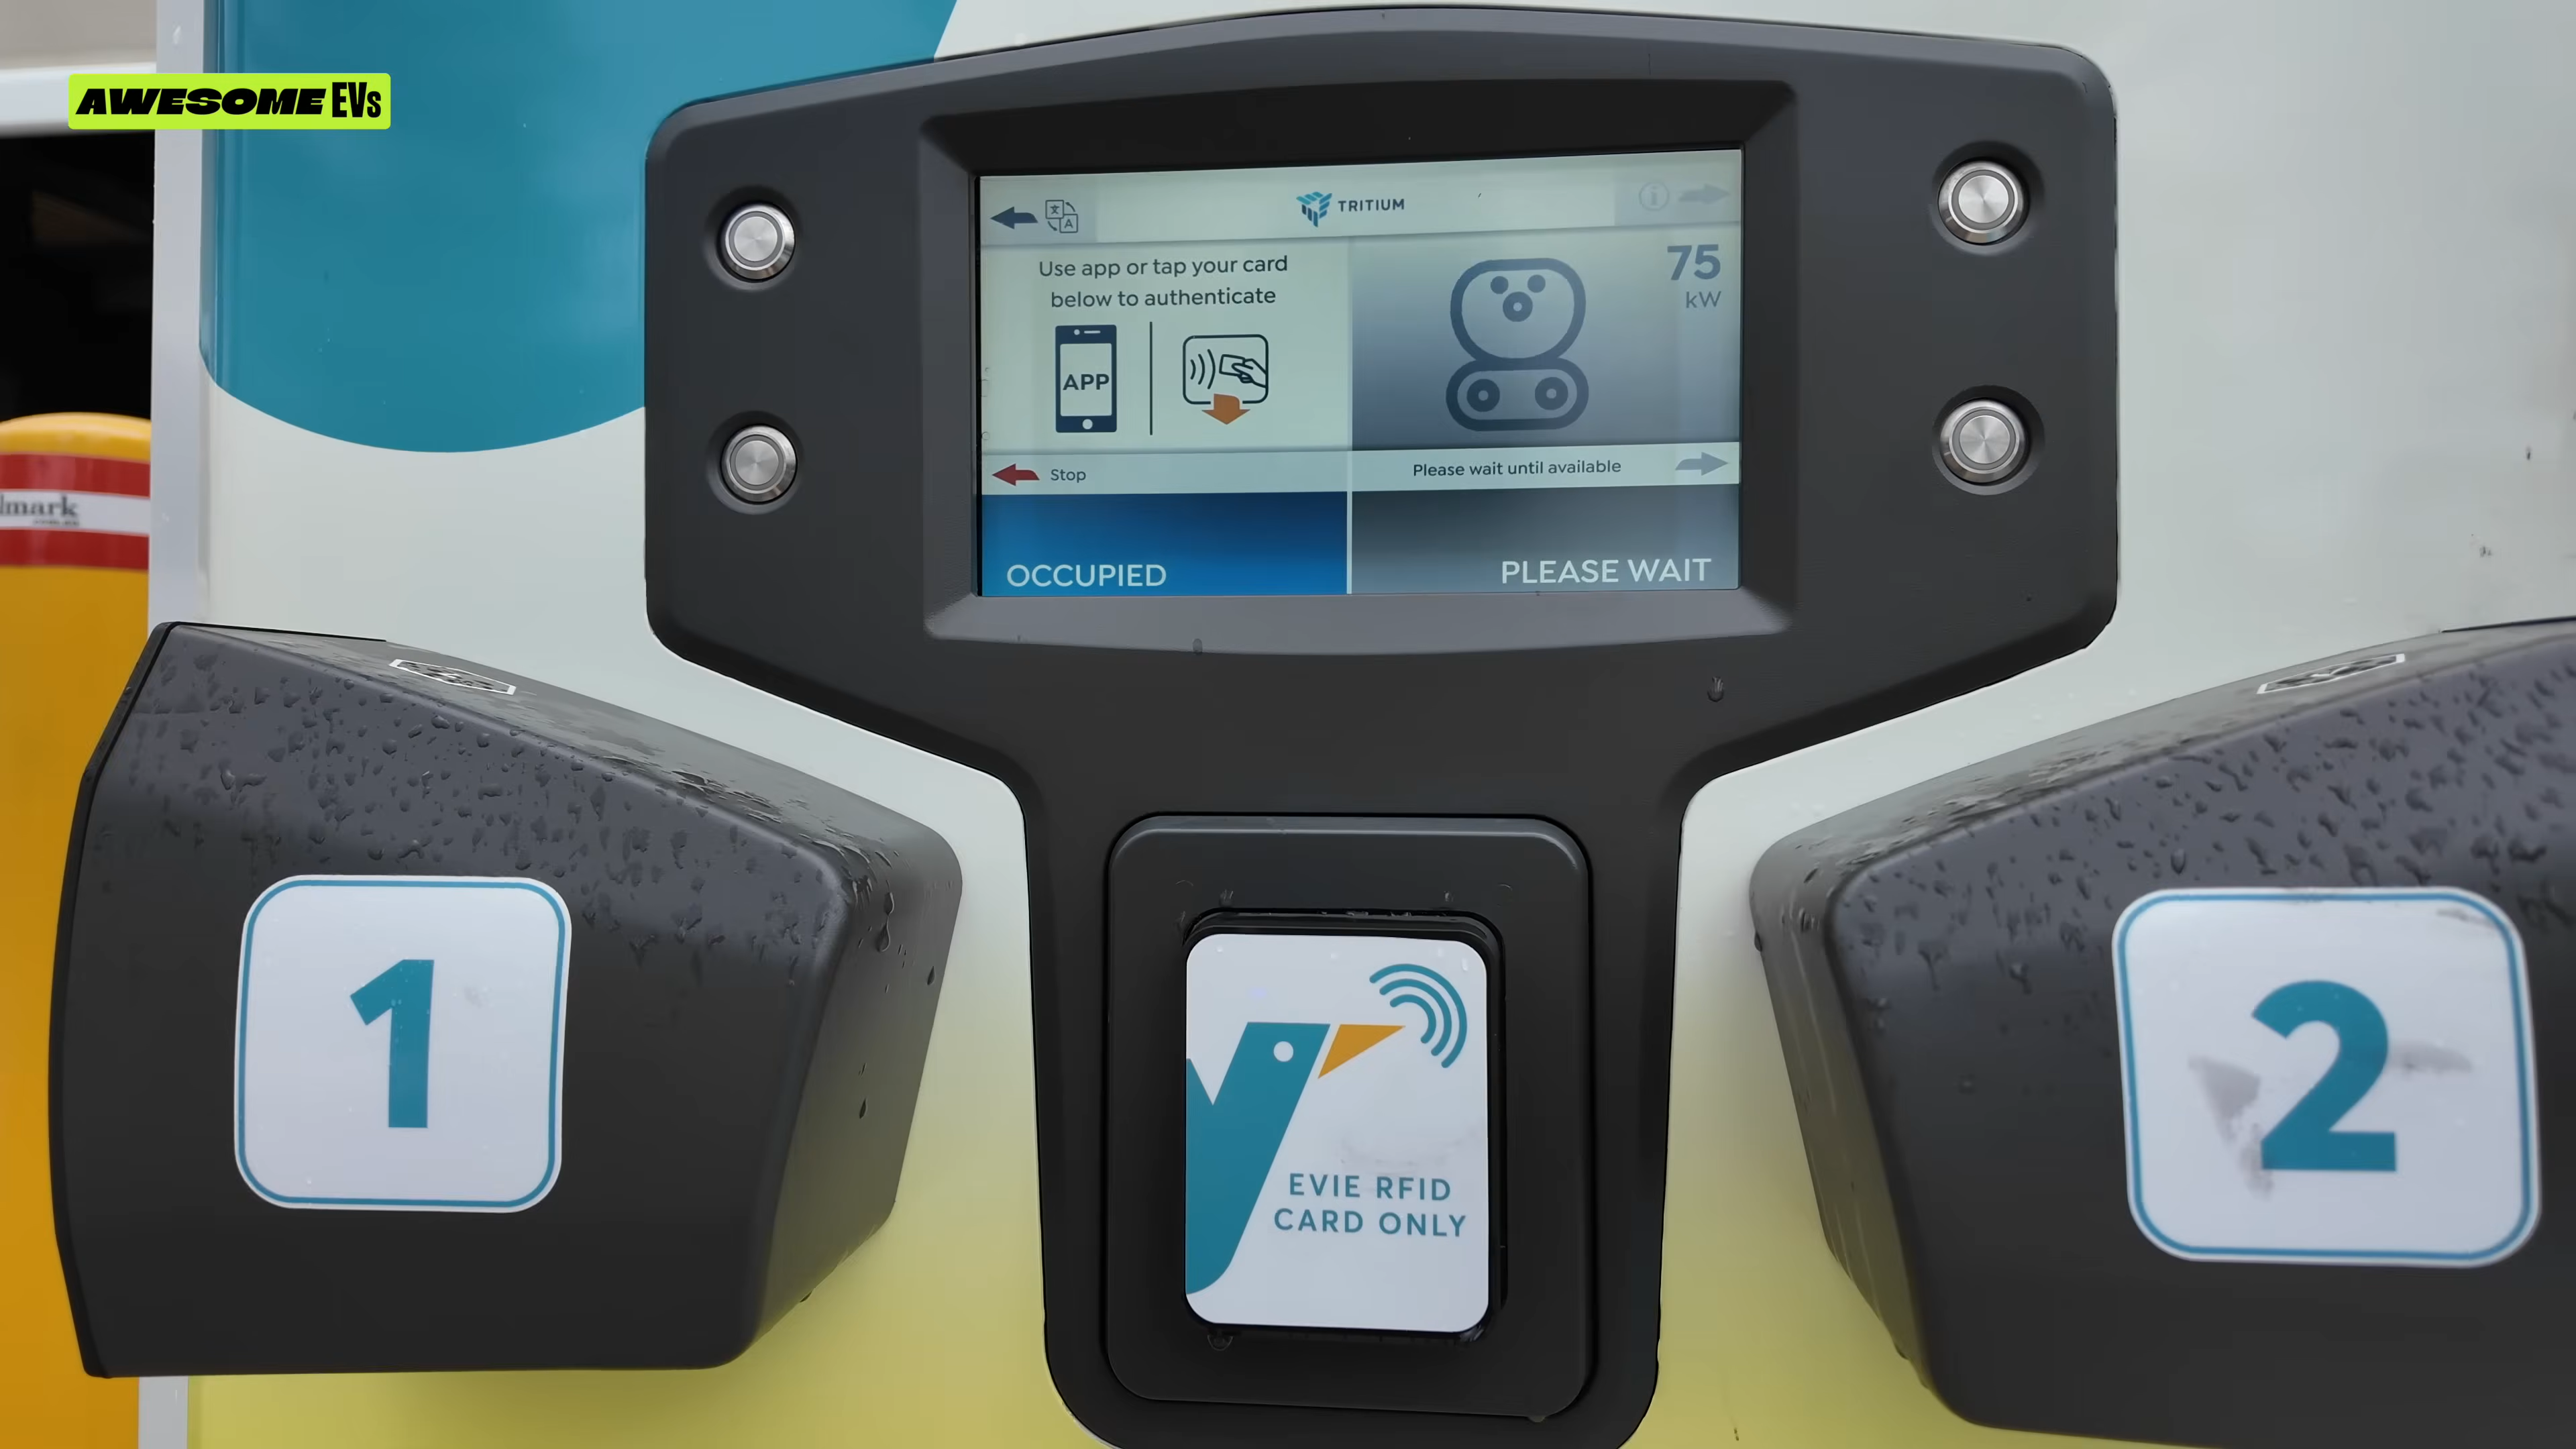 AWESOME EVs
TRITIUM
Use app or tap your card
below to authenticate
APP
75
kW
Stop
Please wait until available
OCCUPIED
PLEASE WAIT
lmark
1
2
EVIE RFID
CARD ONLY